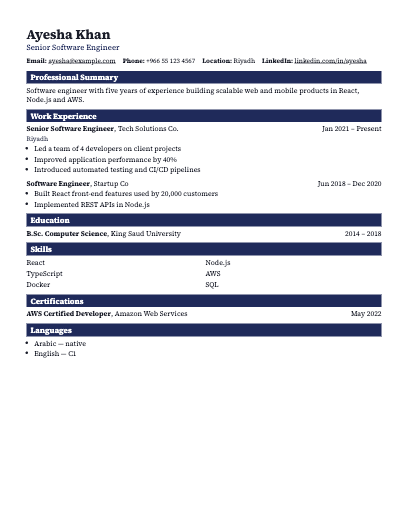 Ayesha Khan
Senior Software Engineer
Email: ayesha@example.com Phone: +966 55 123 4567 Location: Riyadh LinkedIn: linkedin.com/in/ayesha
Professional Summary
Software engineer with five years of experience building scalable web and mobile products in React,
Node.js and AWS.
Work Experience
Senior Software Engineer, Tech Solutions Co. Jan 2021 – Present
Riyadh
• Led a team of 4 developers on client projects
• Improved application performance by 40%
• Introduced automated testing and CI/CD pipelines
Software Engineer, Startup Co Jun 2018 – Dec 2020
• Built React front-end features used by 20,000 customers
• Implemented REST APIs in Node.js
Education
B.Sc. Computer Science, King Saud University 2014 – 2018
Skills
React Node.js
TypeScript AWS
Docker SQL
Certifications
AWS Certified Developer, Amazon Web Services May 2022
Languages
• Arabic — native
• English — C1